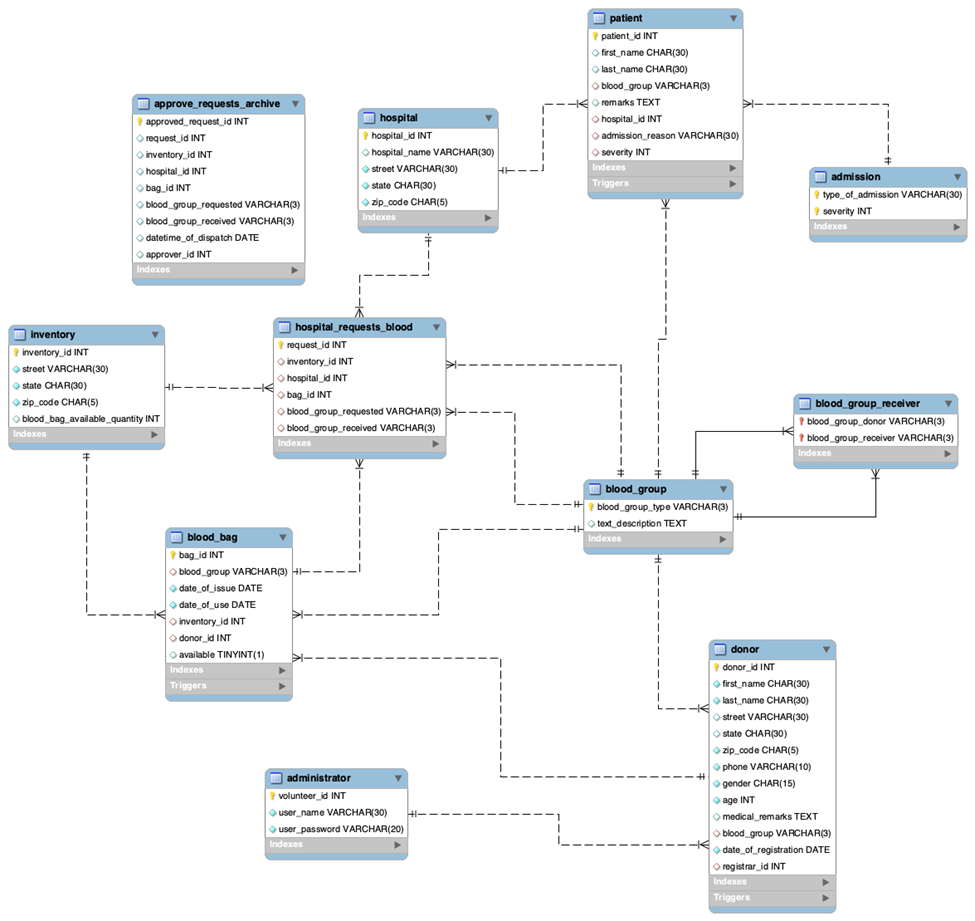 patient
patient_id INT
first_name CHAR(30)
last_name CHAR(30)
blood_group VARCHAR(3)
remarks TEXT
hospital_id INT
admission_reason VARCHAR(30)
severity INT
Indexes
Triggers
approve_requests_archive
approved_request_id INT
request_id INT
inventory_id INT
hospital_id INT
bag_id INT
blood_group_requested VARCHAR(3)
blood_group_received VARCHAR(3)
datetime_of_dispatch DATE
approver_id INT
Indexes
hospital
hospital_id INT
hospital_name VARCHAR(30)
street VARCHAR(30)
state CHAR(30)
zip_code CHAR(5)
Indexes
admission
type_of_admission VARCHAR(30)
severity INT
Indexes
inventory
inventory_id INT
street VARCHAR(30)
state CHAR(30)
zip_code CHAR(5)
blood_bag_available_quantity INT
Indexes
hospital_requests_blood
request_id INT
inventory_id INT
hospital_id INT
bag_id INT
blood_group_requested VARCHAR(3)
blood_group_received VARCHAR(3)
Indexes
blood_group_receiver
blood_group_donor VARCHAR(3)
blood_group_receiver VARCHAR(3)
Indexes
blood_group
blood_group_type VARCHAR(3)
text_description TEXT
Indexes
blood_bag
bag_id INT
blood_group VARCHAR(3)
date_of_issue DATE
date_of_use DATE
inventory_id INT
donor_id INT
available TINYINT(1)
Indexes
Triggers
donor
donor_id INT
first_name CHAR(30)
last_name CHAR(30)
street VARCHAR(30)
state CHAR(30)
zip_code CHAR(5)
phone VARCHAR(10)
gender CHAR(15)
age INT
medical_remarks TEXT
blood_group VARCHAR(3)
date_of_registration DATE
registrar_id INT
Indexes
Triggers
administrator
volunteer_id INT
user_name VARCHAR(30)
user_password VARCHAR(20)
Indexes